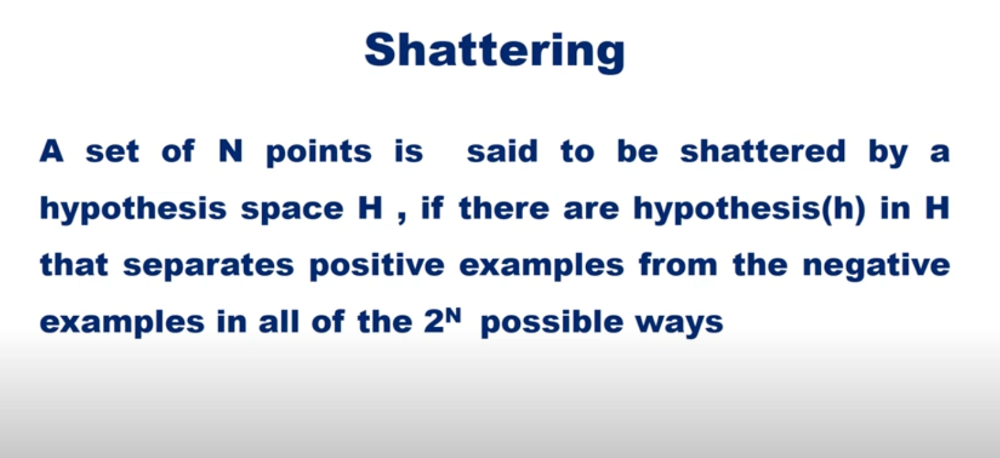 Shattering
A set of N points is said to be shattered by a
hypothesis space H , if there are hypothesis(h) in H
that separates positive examples from the negative
examples in all of the 2ᴺ possible ways